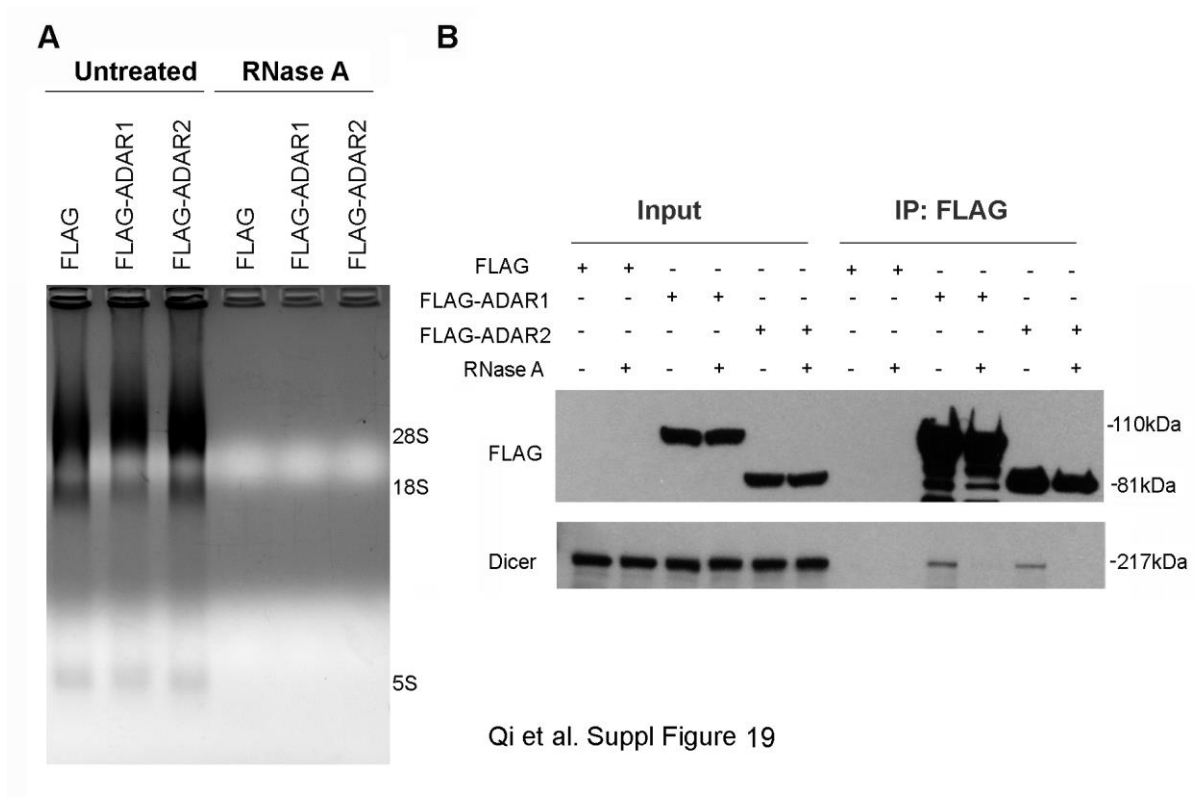 A
Untreated RNase A
FLAG
FLAG-ADAR1
FLAG-ADAR2
FLAG
FLAG-ADAR1
FLAG-ADAR2
28S
18S
5S
B
Input IP: FLAG
FLAG + + - - - - + + - - - -
FLAG-ADAR1 - - + + - - - - + + - -
FLAG-ADAR2 - - - - + + - - - - + +
RNase A - + - + - + - + - + - +
FLAG
-110kDa
-81kDa
Dicer -217kDa
Qi et al. Suppl Figure 19